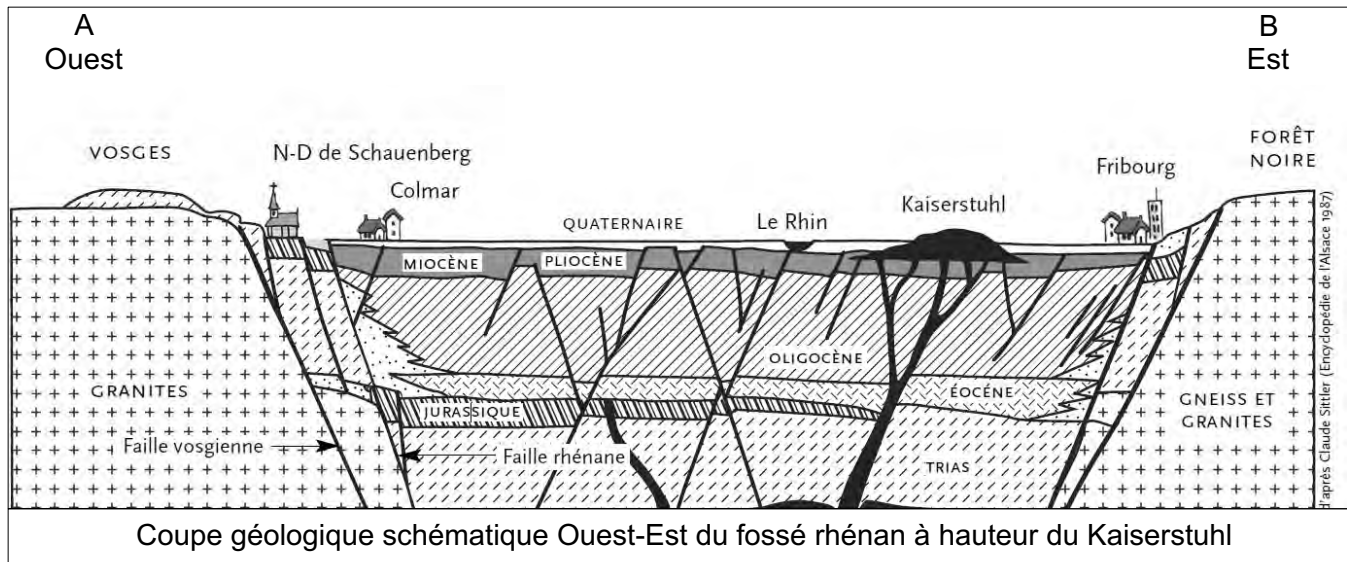 A
Ouest
B
Est
VOSGES
N-D de Schauenberg
Colmar
QUATERNAIRE
Le Rhin
Kaiserstuhl
Fribourg
FORÊT
NOIRE
MIOCÈNE
PLIOCÈNE
OLIGOCÈNE
ÉOCÈNE
JURASSIQUE
GRANITES
GNEISS ET
GRANITES
Faille vosgienne
Faille rhénane
TRIAS
d'après Claude Sittler (Encyclopédie de l'Alsace 1987)
Coupe géologique schématique Ouest-Est du fossé rhénan à hauteur du Kaiserstuhl